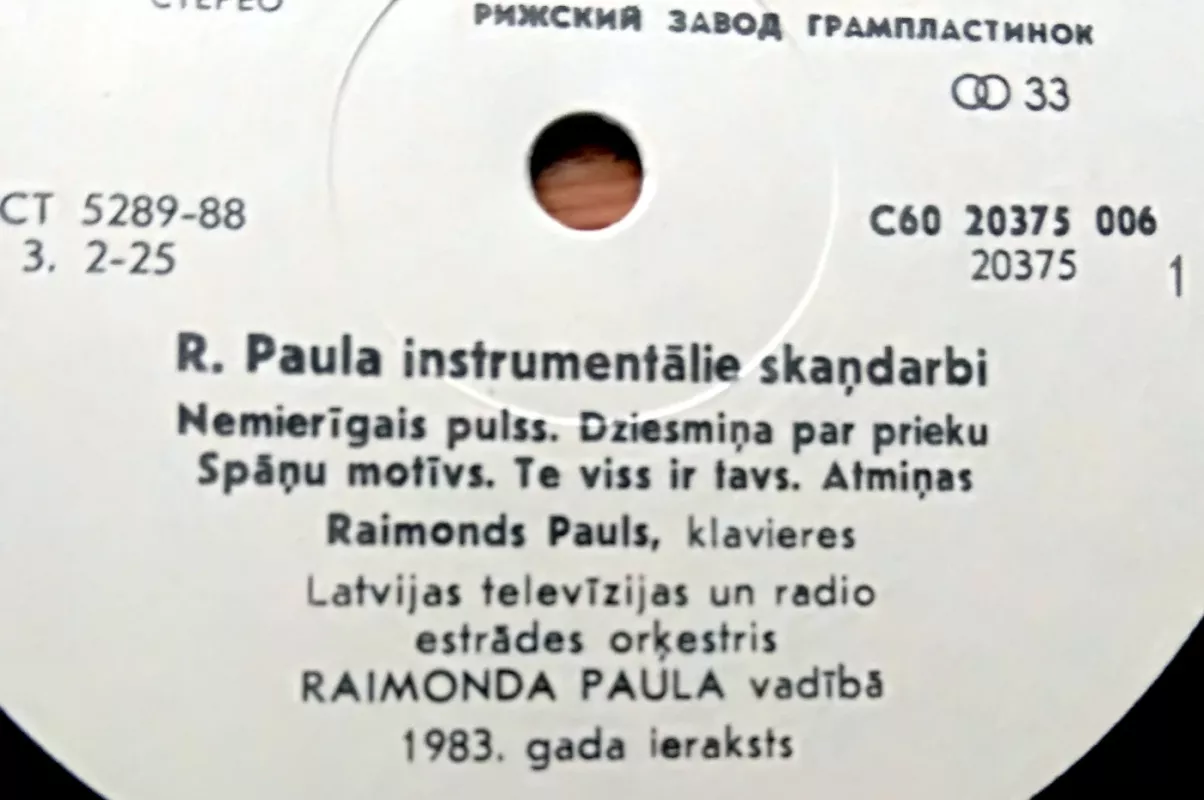 СТЕРЕО
РИЖСКИЙ ЗАВОД ГРАМПЛАСТИНОК
33
СТ 5289-88
3. 2-25
С60 20375 006
20375
1
R. Paula instrumentālie skaņdarbi
Nemierīgais pulss. Dziesmiņa par prieku
Spāņu motīvs. Te viss ir tavs. Atmiņas
Raimonds Pauls, klavieres
Latvijas televīzijas un radio
estrādes orķestris
RAIMONDA PAULA vadībā
1983. gada ieraksts